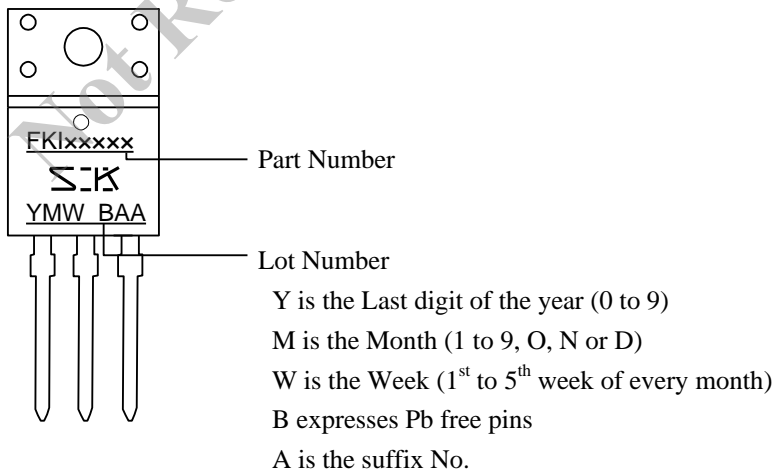 Not R
FKIxxxxx
SK
YMW BAA
Part Number
Lot Number
Y is the Last digit of the year (0 to 9)
M is the Month (1 to 9, O, N or D)
W is the Week (1st to 5th week of every month)
B expresses Pb free pins
A is the suffix No.